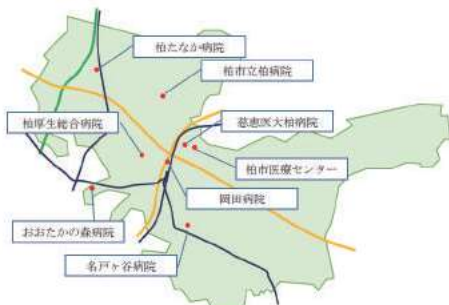 柏たなか病院
柏市立柏病院
慈恵医大柏病院
柏厚生総合病院
柏市医療センター
岡田病院
おおたかの森病院
名戸ヶ谷病院